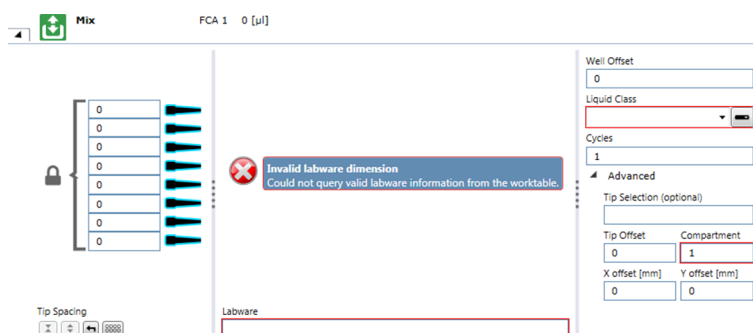 Mix
FCA 1 0 [µl]
Well Offset
0
Liquid Class
Cycles
1
Advanced
Tip Selection (optional)
Tip Offset Compartment
0 1
X offset [mm] Y offset [mm]
0 0
0
0
0
0
0
0
0
0
Invalid labware dimension
Could not query valid labware information from the worktable.
Tip Spacing
Labware